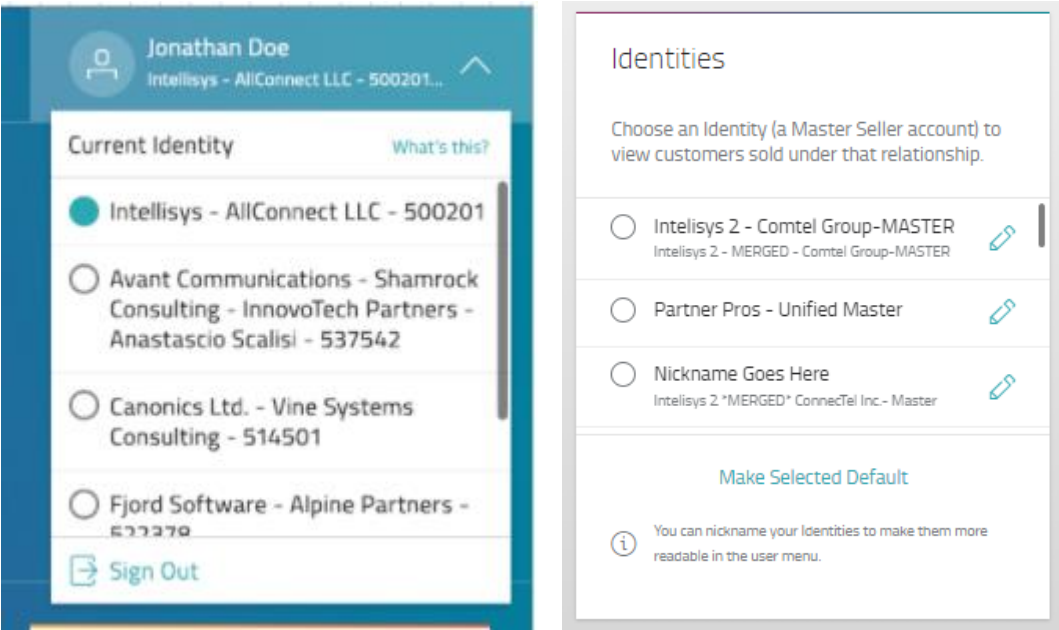 Jonathan Doe
Intellisys - AllConnect LLC - 500201...
Current Identity
What's this?
Intellisys - AllConnect LLC - 500201
Avant Communications - Shamrock
Consulting - InnovoTech Partners -
Anastascio Scalisi - 537542
Canonics Ltd. - Vine Systems
Consulting - 514501
Fjord Software - Alpine Partners -
522378
Sign Out
Identities
Choose an Identity (a Master Seller account) to
view customers sold under that relationship.
Intelisys 2 - Comtel Group-MASTER
Intelisys 2 - MERGED - Comtel Group-MASTER
Partner Pros - Unified Master
Nickname Goes Here
Intelisys 2 *MERGED* ConnecTel Inc.- Master
Make Selected Default
You can nickname your Identities to make them more
readable in the user menu.